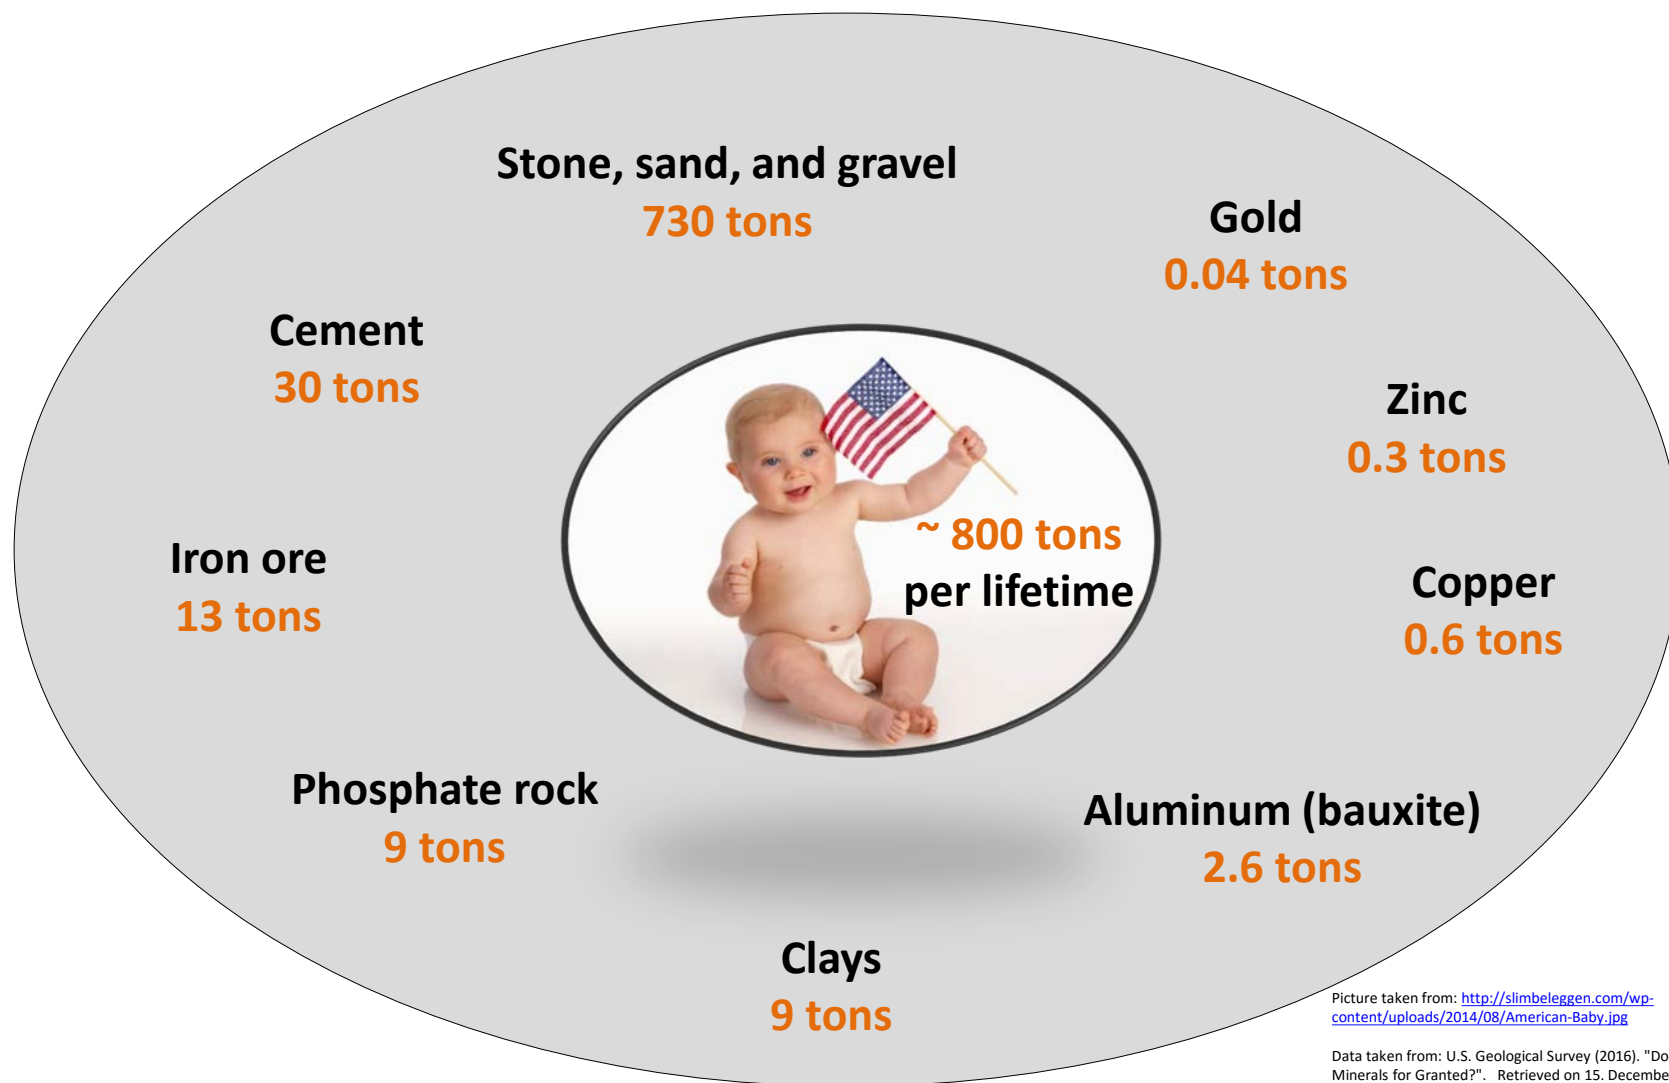 Stone, sand, and gravel
730 tons
Gold
0.04 tons
Cement
30 tons
Zinc
0.3 tons
~ 800 tons
per lifetime
Iron ore
13 tons
Copper
0.6 tons
Phosphate rock
9 tons
Aluminum (bauxite)
2.6 tons
Clays
9 tons
Picture taken from: http://slimbeleggen.com/wp-
content/uploads/2014/08/American-Baby.jpg
Data taken from: U.S. Geological Survey (2016). "Do
Minerals for Granted?". Retrieved on 15. Decembe